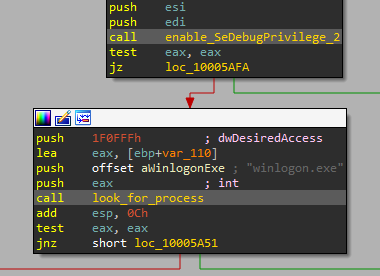 push esi
push edi
call enable_SeDebugPrivilege_2
test eax, eax
jz loc_10005AFA
push 1F0FFFh ; dwDesiredAccess
lea eax, [ebp+var_110]
push offset aWinlogonExe ; "winlogon.exe"
push eax ; int
call look_for_process
add esp, 0Ch
test eax, eax
jnz short loc_10005A51